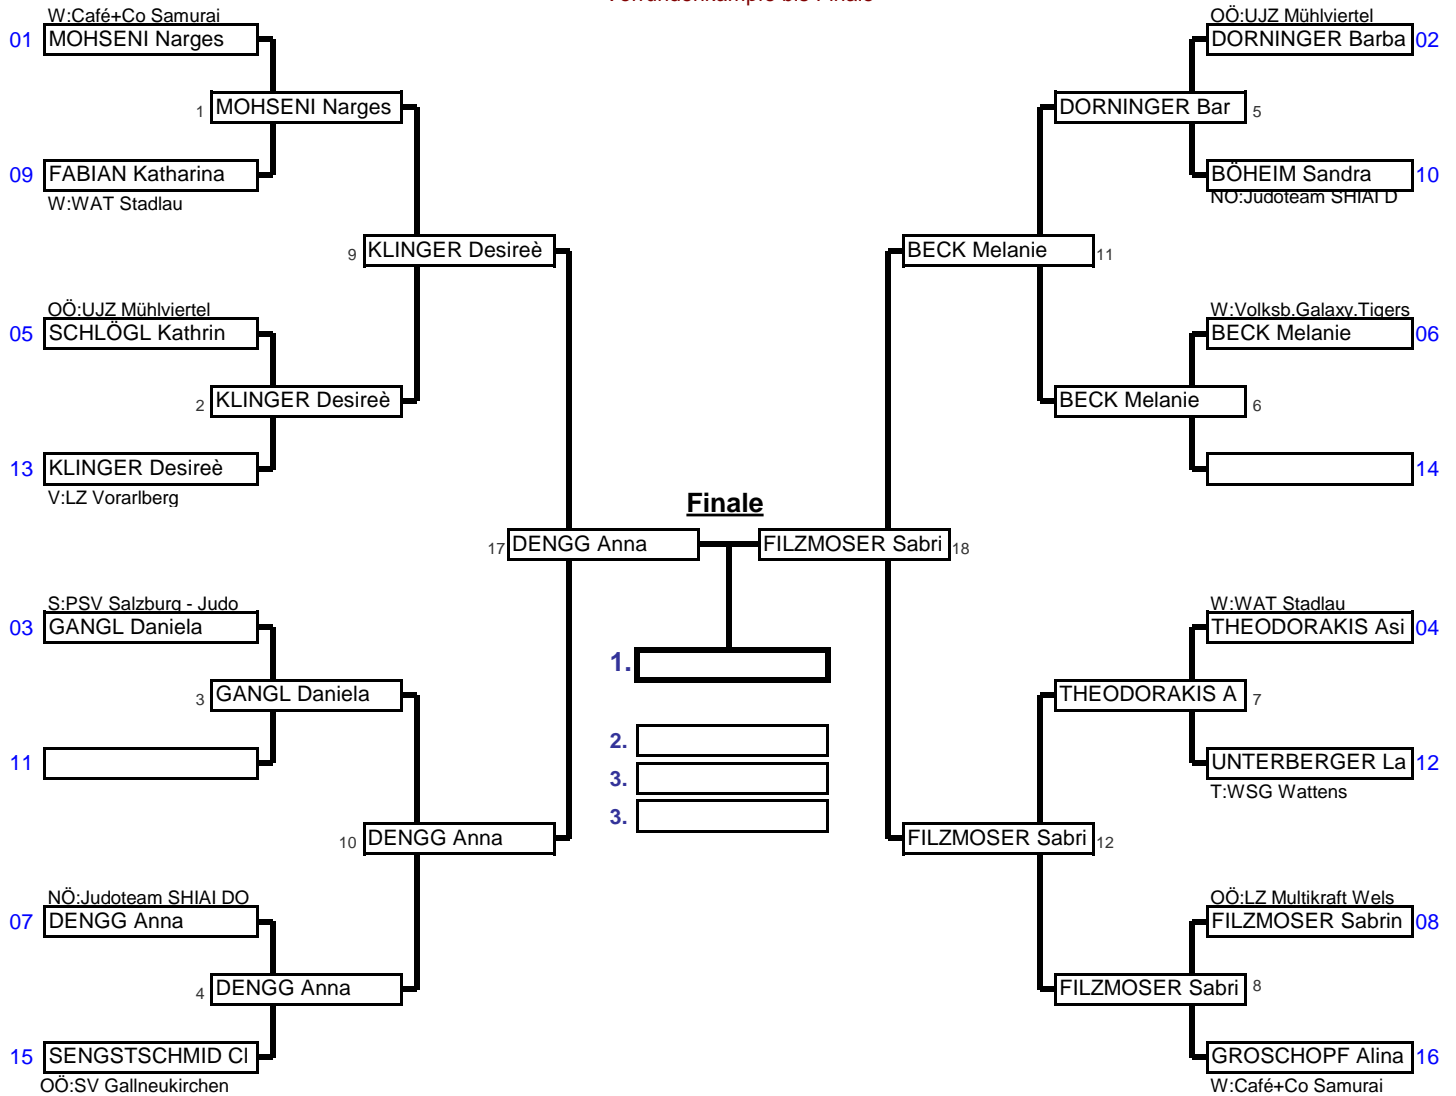 W:Café+Co Samurai
01 MOHSENI Narges
1 MOHSENI Narges
09 FABIAN Katharina
W:WAT Stadlau
9 KLINGER Desireè
OÖ:UJZ Mühlviertel
05 SCHLÖGL Kathrin
2 KLINGER Desireè
13 KLINGER Desireè
V:LZ Vorarlberg
17 DENGG Anna
S:PSV Salzburg - Judo
03 GANGL Daniela
3 GANGL Daniela
11
10 DENGG Anna
NÖ:Judoteam SHIAI DO
07 DENGG Anna
4 DENGG Anna
15 SENGSTSCHMID Cl
OÖ:SV Gallneukirchen
Finale
1.
2.
3.
3.
OÖ:UJZ Mühlviertel
DORNINGER Barba 02
DORNINGER Bar 5
BÖHEIM Sandra 10
NÖ:Judoteam SHIAI D
BECK Melanie 11
W:Volksb.Galaxy.Tigers
BECK Melanie 06
BECK Melanie 6
14
FILZMOSER Sabri 18
W:WAT Stadlau
THEODORAKIS Asi 04
THEODORAKIS A 7
UNTERBERGER La 12
T:WSG Wattens
FILZMOSER Sabri 12
OÖ:LZ Multikraft Wels
FILZMOSER Sabrin 08
FILZMOSER Sabri 8
GROSCHOPF Alina 16
W:Café+Co Samurai